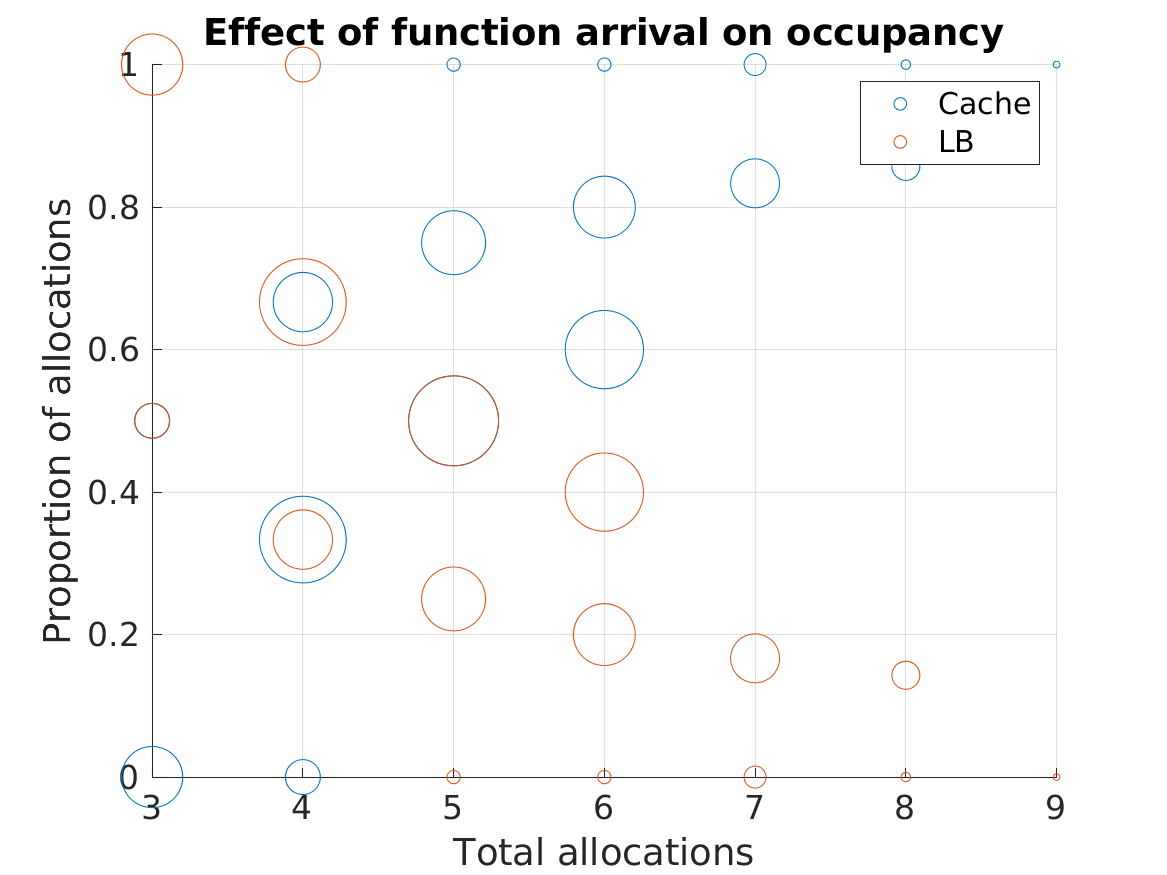 Effect of function arrival on occupancy
Cache
LB
Proportion of allocations
1
0.8
0.6
0.4
0.2
0
3 4 5 6 7 8 9
Total allocations